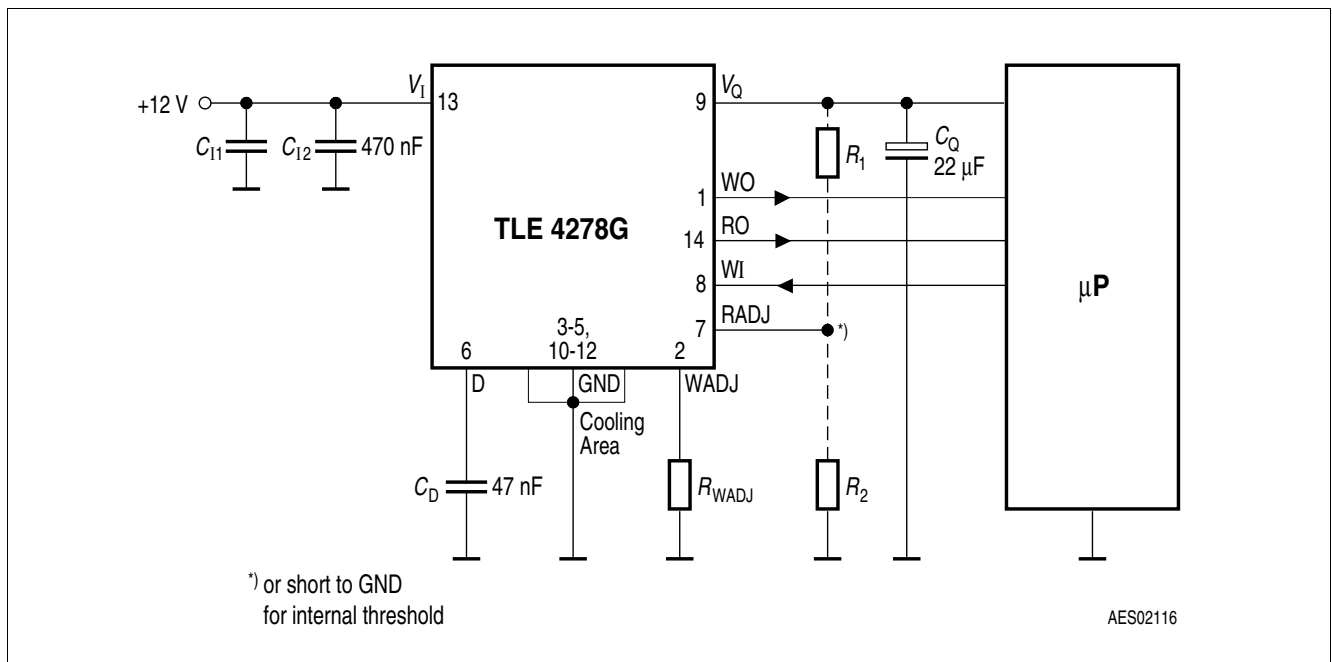 +12 V
V_I
13
C_I1
C_I2
470 nF
TLE 4278G
9
V_Q
R_1
C_Q
22 µF
1
WO
14
RO
8
WI
7
RADJ
*)
µP
3-5,
10-12
6
2
D
GND
WADJ
Cooling
Area
C_D
47 nF
R_WADJ
R_2
*) or short to GND
for internal threshold
AES02116